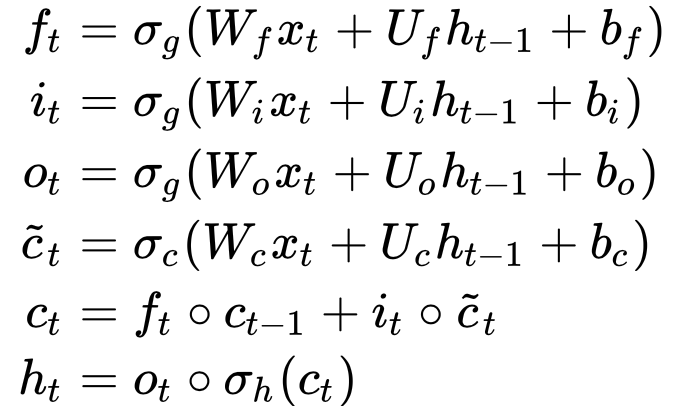 f_t = σ_g(W_f x_t + U_f h_{t−1} + b_f)
i_t = σ_g(W_i x_t + U_i h_{t−1} + b_i)
o_t = σ_g(W_o x_t + U_o h_{t−1} + b_o)
c̃_t = σ_c(W_c x_t + U_c h_{t−1} + b_c)
c_t = f_t ∘ c_{t−1} + i_t ∘ c̃_t
h_t = o_t ∘ σ_h(c_t)